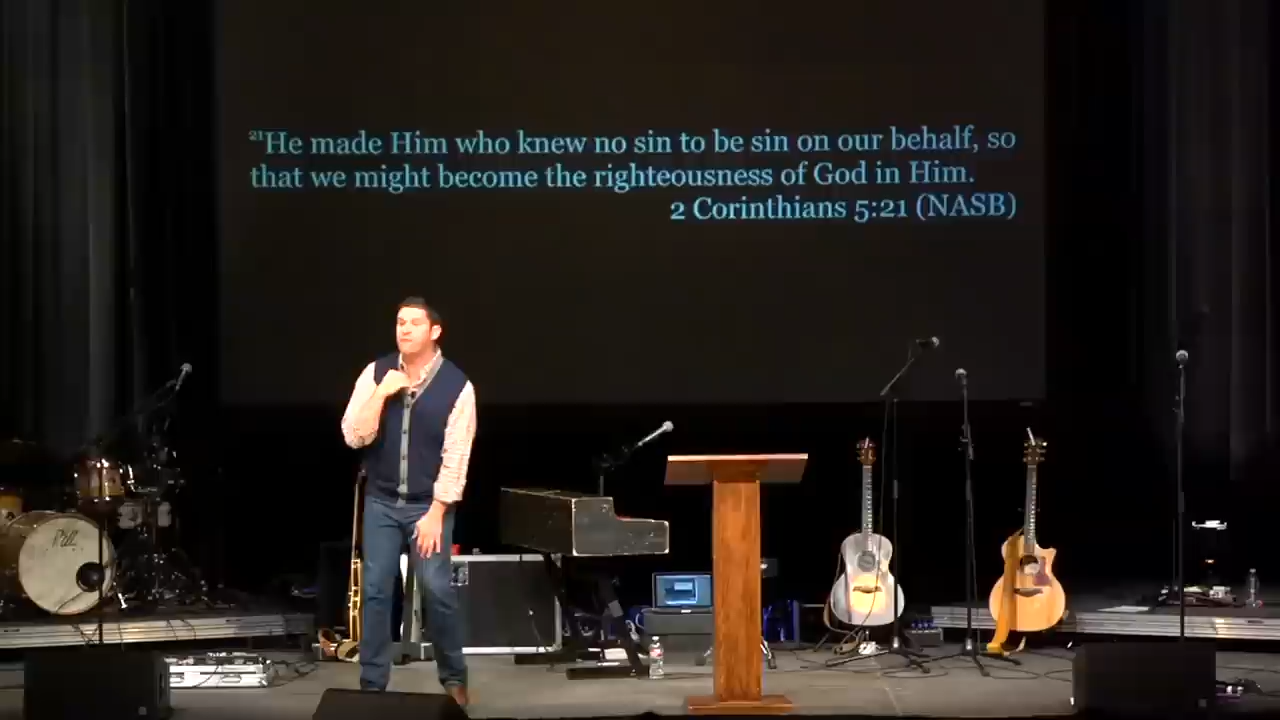 ²¹He made Him who knew no sin to be sin on our behalf, so
that we might become the righteousness of God in Him.
2 Corinthians 5:21 (NASB)